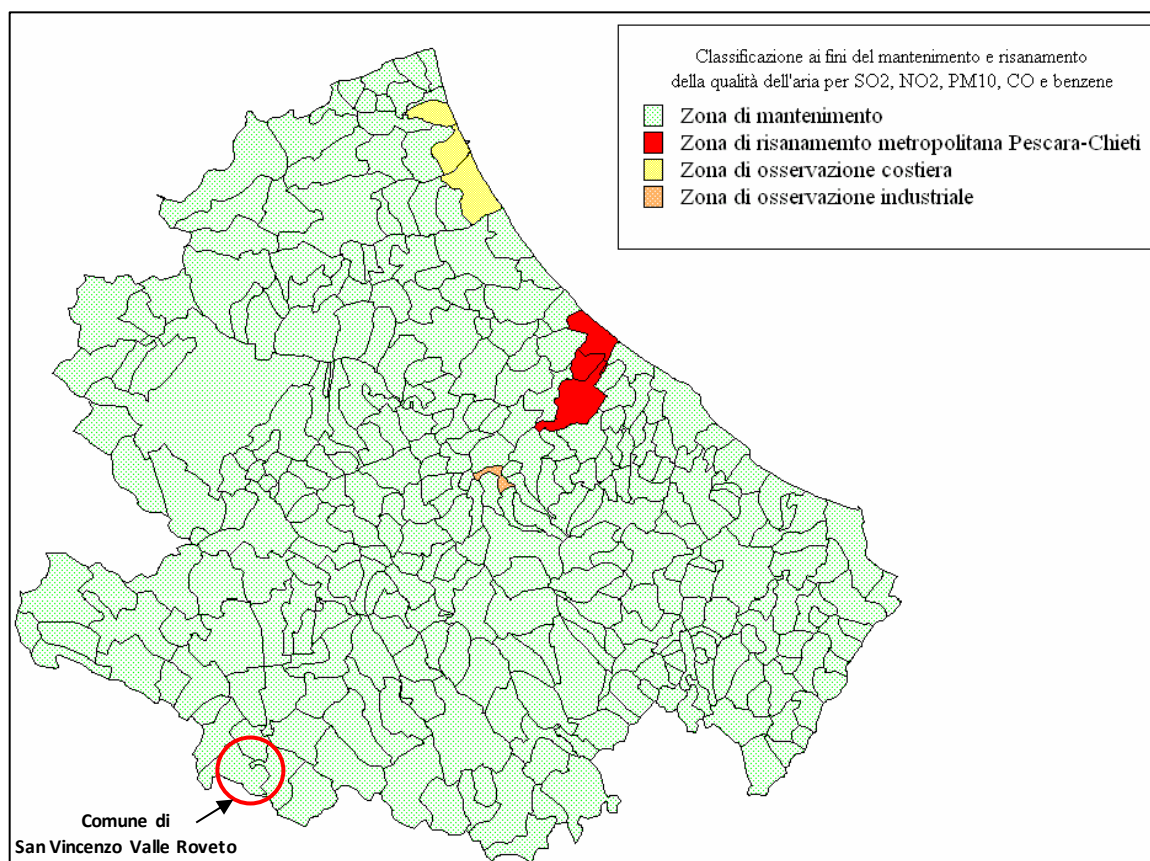 Classificazione ai fini del mantenimento e risanamento
della qualità dell'aria per SO2, NO2, PM10, CO e benzene
Zona di mantenimento
Zona di risanamemto metropolitana Pescara-Chieti
Zona di osservazione costiera
Zona di osservazione industriale
Comune di
San Vincenzo Valle Roveto